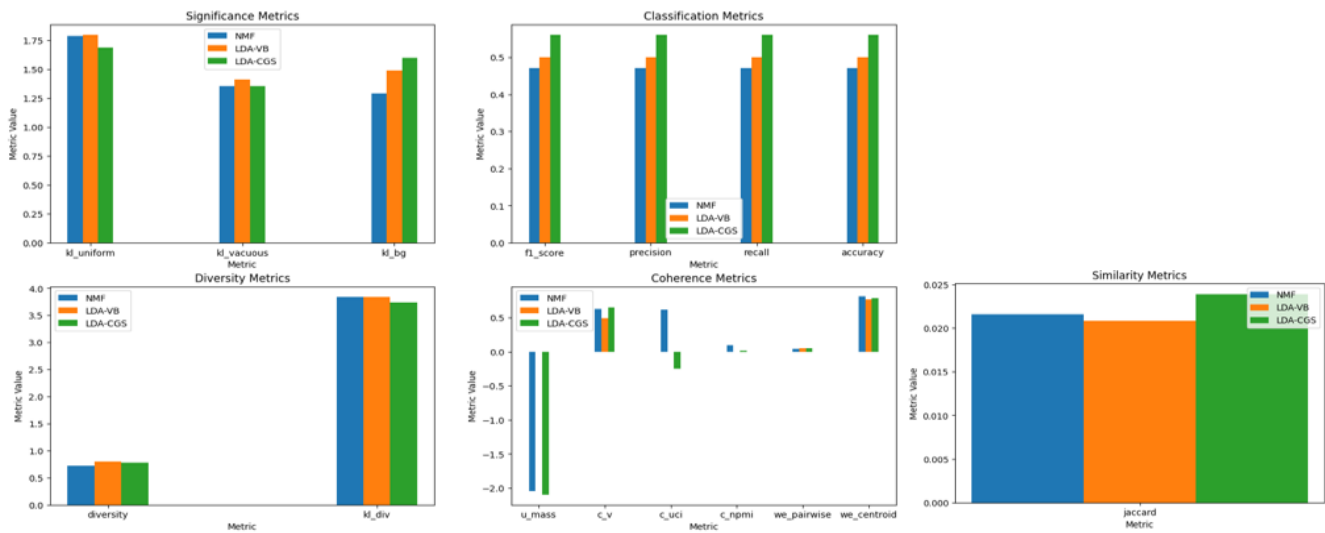 Significance Metrics
Metric Value
1.75
1.50
1.25
1.00
0.75
0.50
0.25
0.00
NMF
LDA-VB
LDA-CGS
kl_uniform kl_vacuous kl_bg
Metric
Classification Metrics
Metric Value
0.5
0.4
0.3
0.2
0.1
0.0
NMF
LDA-VB
LDA-CGS
f1_score precision recall accuracy
Metric
Diversity Metrics
Metric Value
4.0
3.5
3.0
2.5
2.0
1.5
1.0
0.5
0.0
NMF
LDA-VB
LDA-CGS
diversity kl_div
Metric
Coherence Metrics
Metric Value
0.5
0.0
−0.5
−1.0
−1.5
−2.0
NMF
LDA-VB
LDA-CGS
u_mass c_v c_uci c_npmi we_pairwise we_centroid
Metric
Similarity Metrics
Metric Value
0.025
0.020
0.015
0.010
0.005
0.000
NMF
LDA-VB
LDA-CGS
jaccard
Metric